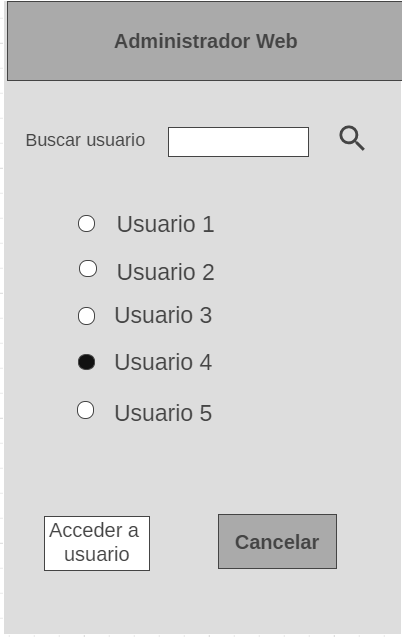 Administrador Web
Buscar usuario
Usuario 1
Usuario 2
Usuario 3
Usuario 4
Usuario 5
Acceder a
usuario
Cancelar